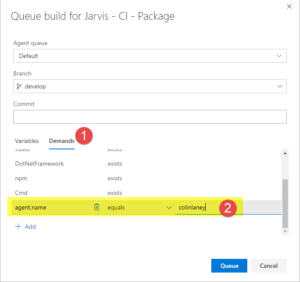 Queue build for Jarvis - CI - Package
Agent queue
Default
Branch
develop
Commit
Variables Demands 1
exists
DotNetFramework exists
npm exists
Cmd exists
agent.name equals colinlaney 2
+ Add
Queue Cancel